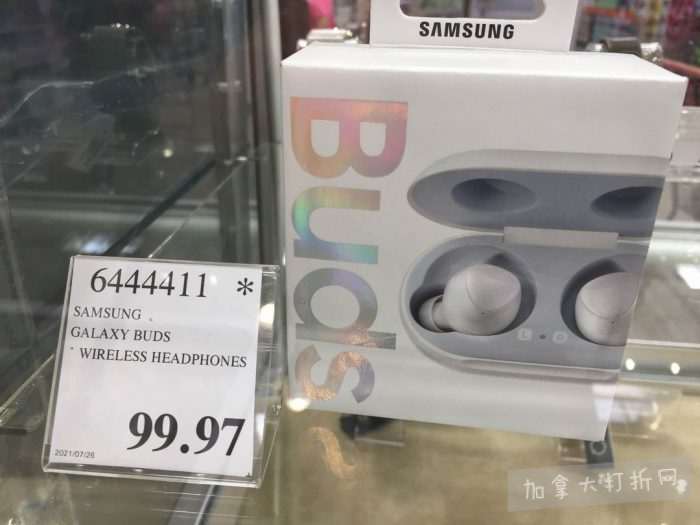 SAMSUNG
Buds
L
6444411 *
SAMSUNG
GALAXY BUDS
WIRELESS HEADPHONES
99.97
2021/07/26
加拿大打折网